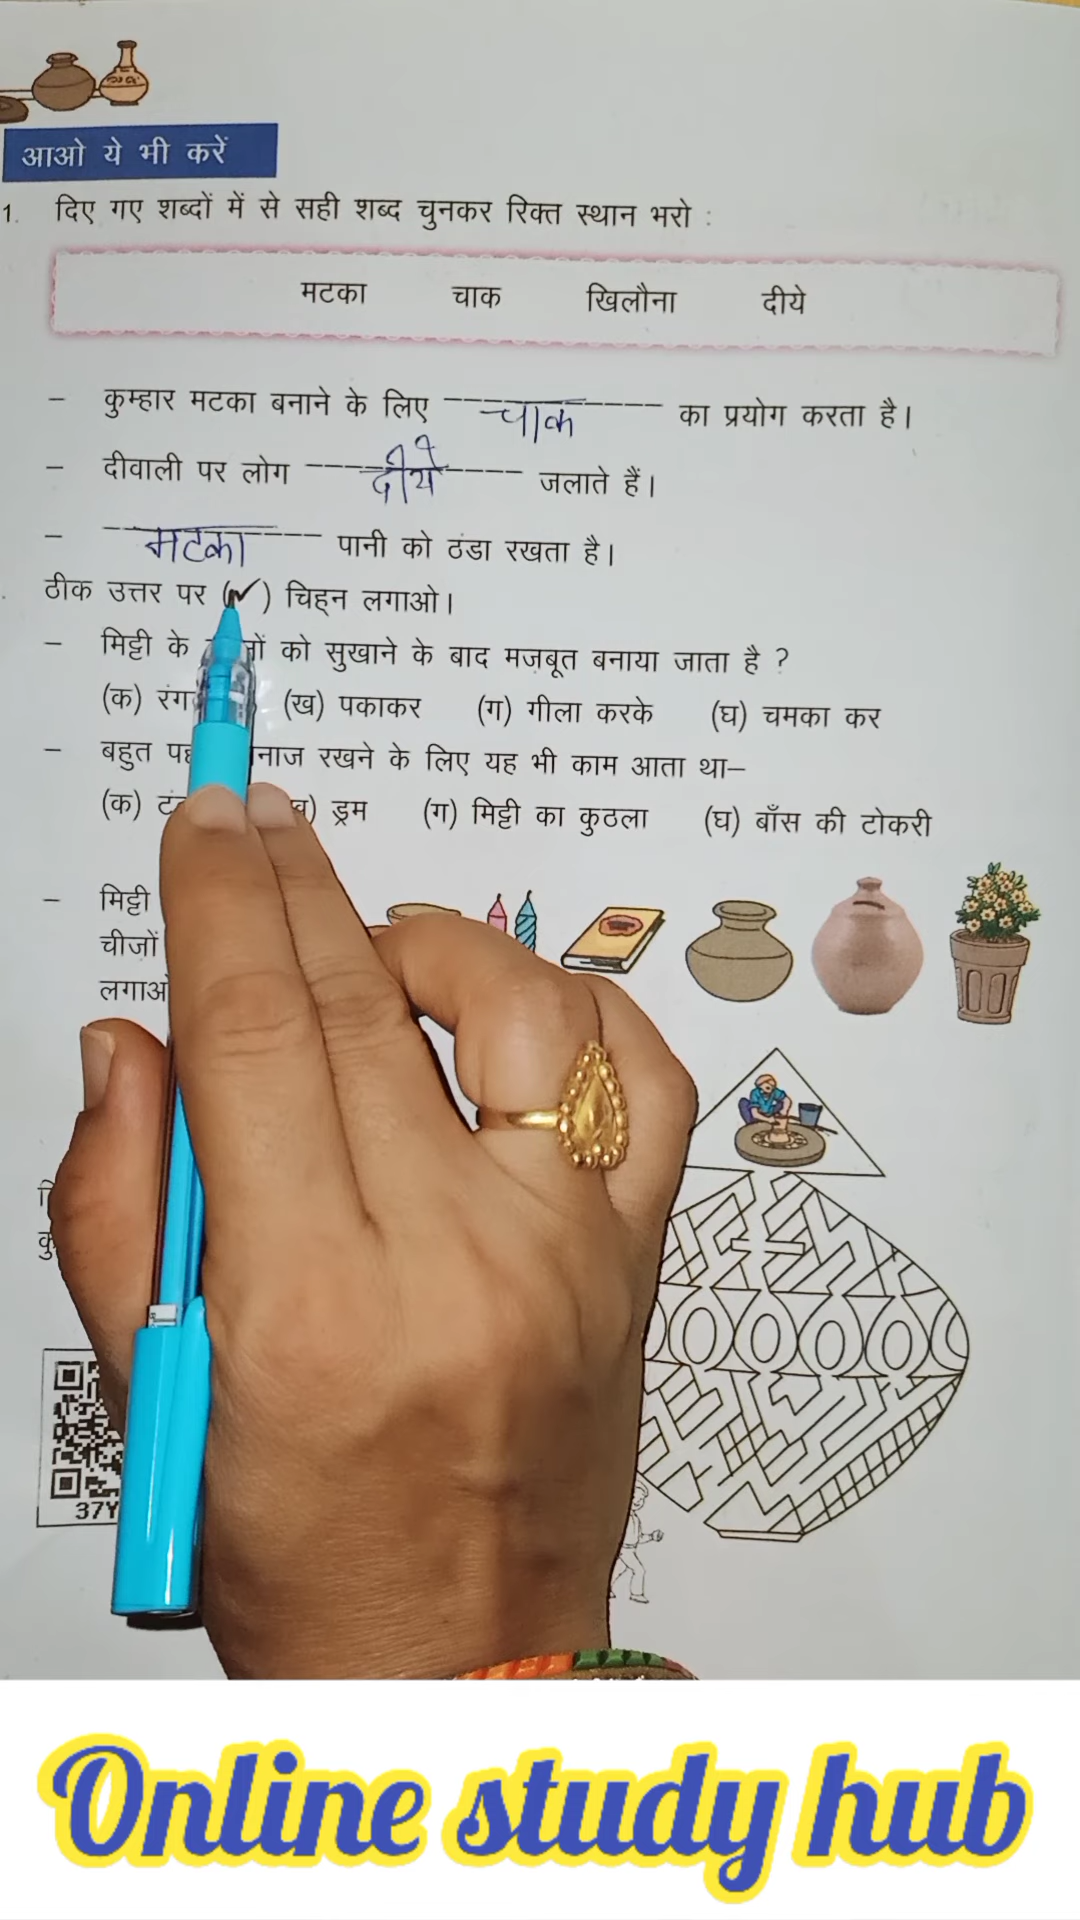 आओ ये भी करें
1. दिए गए शब्दों में से सही शब्द चुनकर रिक्त स्थान भरो :
मटका चाक खिलौना दीये
– कुम्हार मटका बनाने के लिए चाक का प्रयोग करता है।
– दीवाली पर लोग दीये जलाते हैं।
– मटका पानी को ठंडा रखता है।
ठीक उत्तर पर (✓) चिह्न लगाओ।
– मिट्टी के को सुखाने के बाद मजबूत बनाया जाता है ?
(क) (ख) पकाकर (ग) गीला करके (घ) चमका कर
– बहुत रखने के लिए यह भी काम आता था–
(क) ड्रम (ग) मिट्टी का कुठला (घ) बाँस की टोकरी
– मिट्टी
चीज़ों
37Y
Online study hub